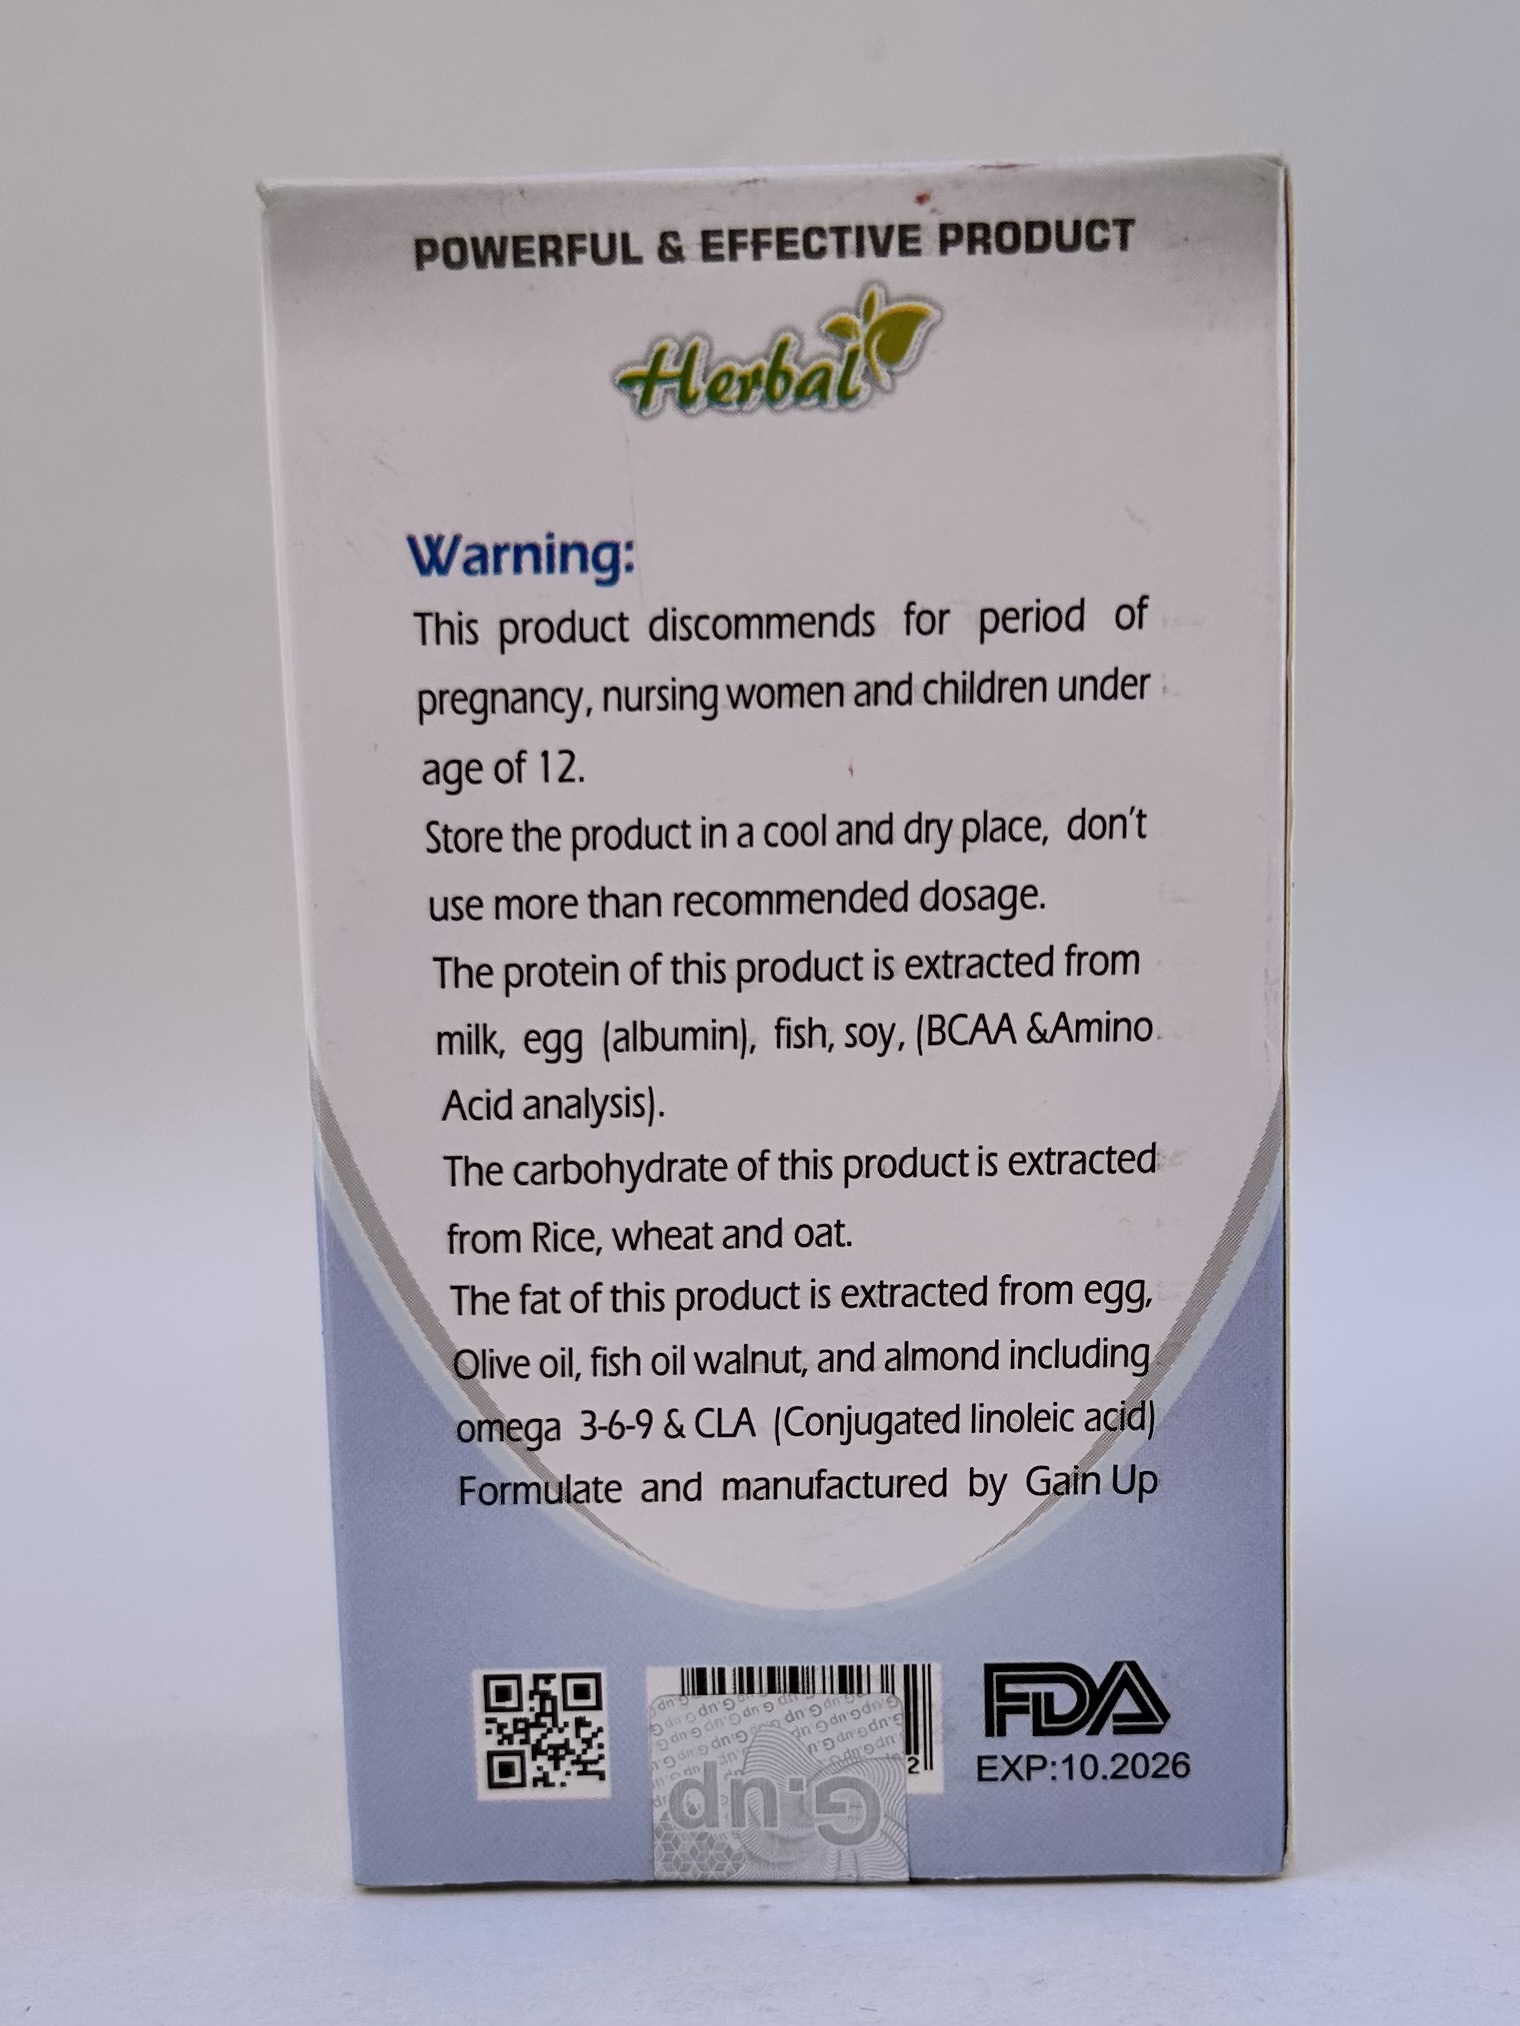 POWERFUL & EFFECTIVE PRODUCT
Herbal
Warning:
This product discommends for period of
pregnancy, nursing women and children under
age of 12.
Store the product in a cool and dry place, don't
use more than recommended dosage.
The protein of this product is extracted from
milk, egg (albumin), fish, soy, (BCAA &Amino
Acid analysis).
The carbohydrate of this product is extracted
from Rice, wheat and oat.
The fat of this product is extracted from egg,
Olive oil, fish oil walnut, and almond including
omega 3-6-9 & CLA (Conjugated linoleic acid)
Formulate and manufactured by Gain Up
2
G.up
FDA
EXP:10.2026